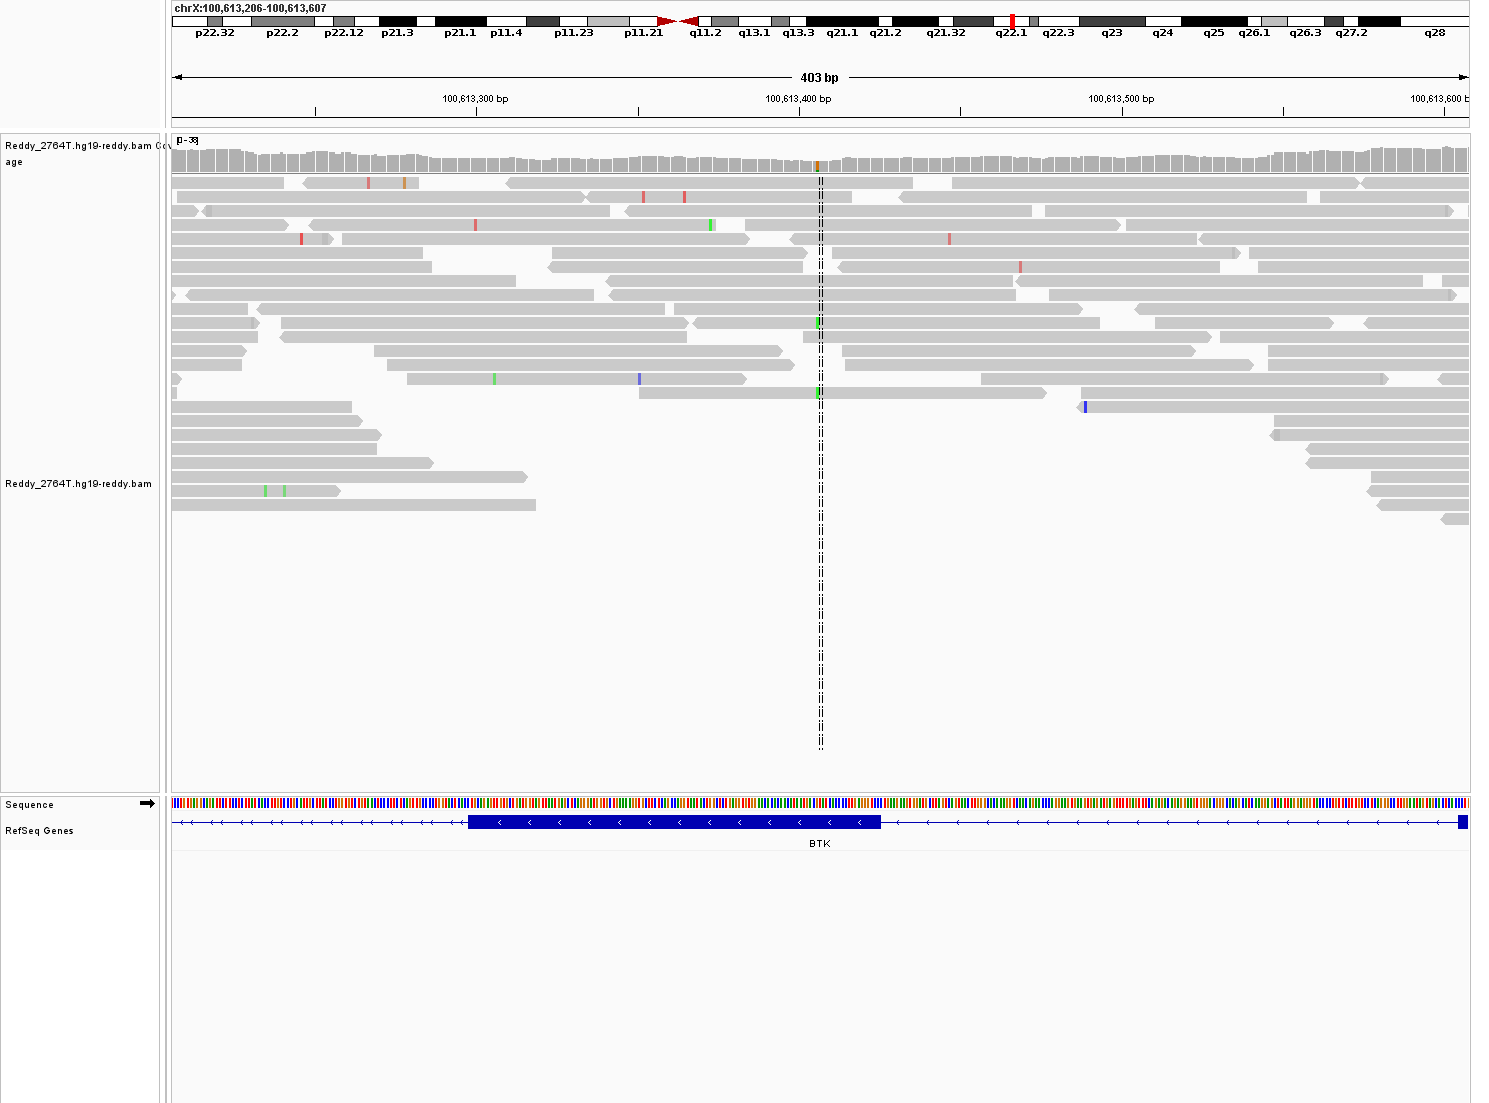 chrX:100,613,206-100,613,607
p22.32 p22.2 p22.12 p21.3 p21.1 p11.4 p11.23 p11.21 q11.2 q13.1 q13.3 q21.1 q21.2 q21.32 q22.1 q22.3 q23 q24 q25 q26.1 q26.3 q27.2 q28
403 bp
100,613,300 bp 100,613,400 bp 100,613,500 bp 100,613,600 b
[0-38]
Reddy_2764T.hg19-reddy.bam Cov
age
Reddy_2764T.hg19-reddy.bam
Sequence
RefSeq Genes
BTK